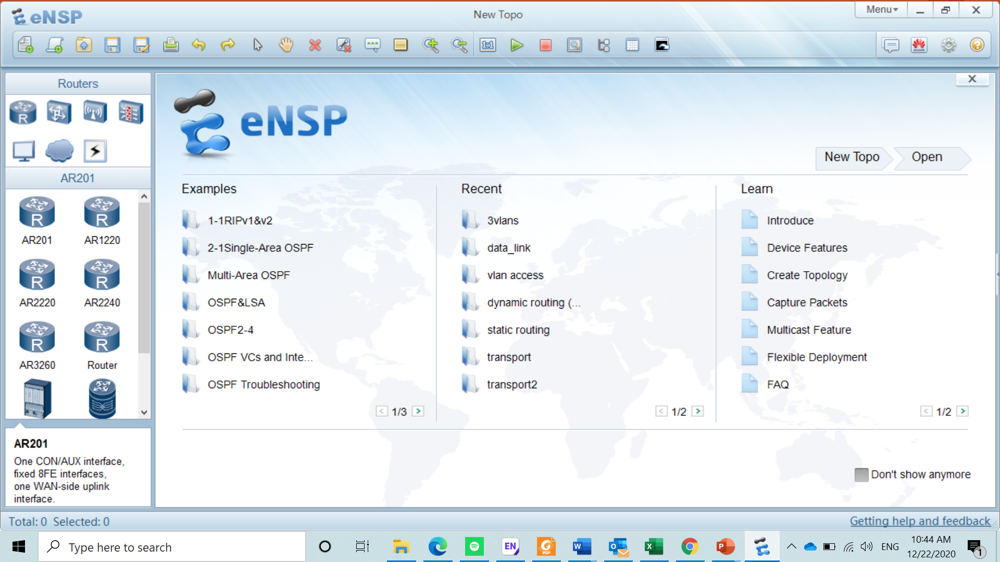 eNSP
New Topo
Menu
1:1
Routers
R
AR201
R
R
AR201
AR1220
R
R
AR2220
AR2240
R
R
AR3260
Router
AR201
One CON/AUX interface,
fixed 8FE interfaces,
one WAN-side uplink
interface.
eNSP
New Topo
Open
Examples
1-1RIPv1&v2
2-1Single-Area OSPF
Multi-Area OSPF
OSPF&LSA
OSPF2-4
OSPF VCs and Inte...
OSPF Troubleshooting
1/3
Recent
3vlans
data_link
vlan access
dynamic routing (...
static routing
transport
transport2
1/2
Learn
Introduce
Device Features
Create Topology
Capture Packets
Multicast Feature
Flexible Deployment
FAQ
1/2
Don't show anymore
Total: 0 Selected: 0
Getting help and feedback
Type here to search
EN
PDF
W
O
X
P
ENG
10:44 AM
12/22/2020
1